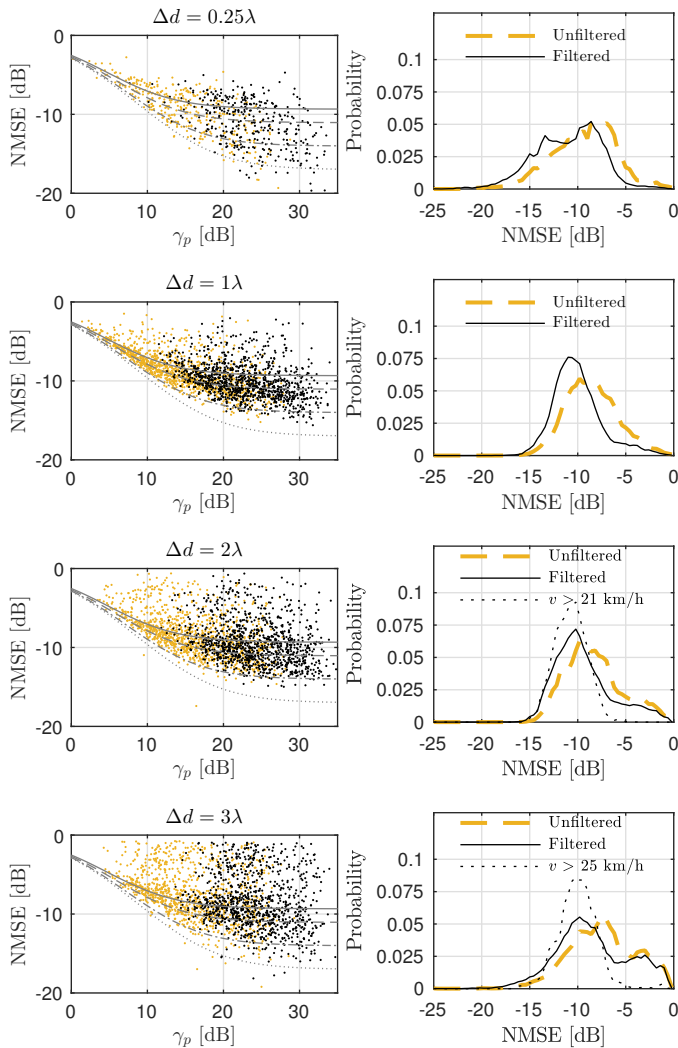 Δd = 0.25λ
0
-5
-10
-15
-20
NMSE [dB]
0 10 20 30
γp [dB]
Unfiltered
Filtered
0.1
0.075
0.05
0.025
0
Probability
-25 -20 -15 -10 -5 0
NMSE [dB]
Δd = 1λ
0
-10
-20
NMSE [dB]
0 10 20 30
γp [dB]
Unfiltered
Filtered
0.1
0.075
0.05
0.025
0
Probability
-25 -20 -15 -10 -5 0
NMSE [dB]
Δd = 2λ
0
-10
-20
NMSE [dB]
0 10 20 30
γp [dB]
Unfiltered
Filtered
v > 21 km/h
0.1
0.075
0.05
0.025
0
Probability
-25 -20 -15 -10 -5 0
NMSE [dB]
Δd = 3λ
0
-10
-20
NMSE [dB]
0 10 20 30
γp [dB]
Unfiltered
Filtered
v > 25 km/h
0.1
0.075
0.05
0.025
0
Probability
-25 -20 -15 -10 -5 0
NMSE [dB]